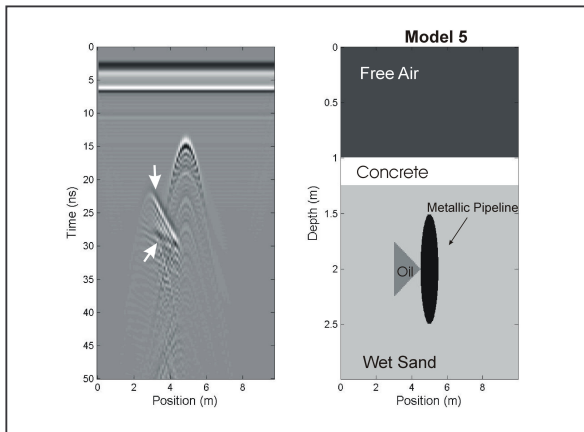 0
5
10
15
20
25
30
35
40
45
50
Time (ns)
0 2 4 6 8
Position (m)
Model 5
0
0.5
1
1.5
2
2.5
Depth (m)
Free Air
Concrete
Metallic Pipeline
Oil
Wet Sand
0 2 4 6 8
Position (m)